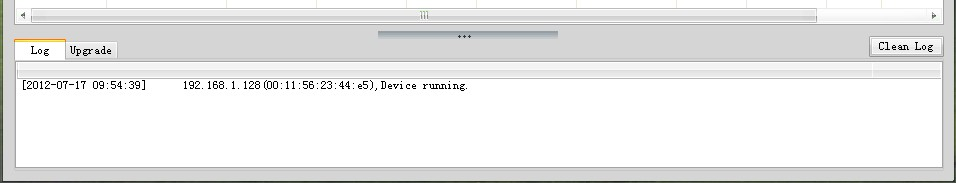 Log
Upgrade
Clean Log
[2012-07-17 09:54:39] 192.168.1.128(00:11:56:23:44:e5),Device running.